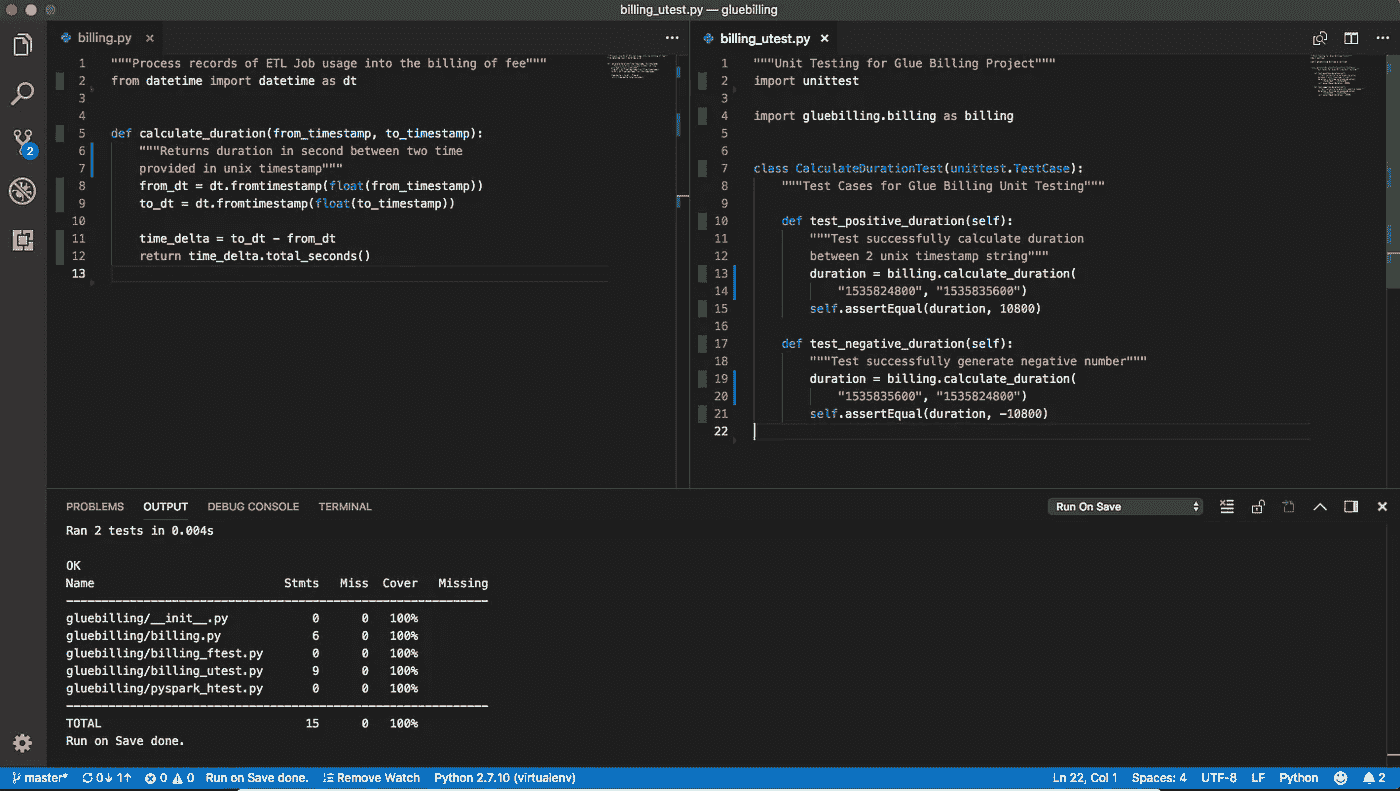 billing_utest.py — gluebilling
billing.py ×
1 """Process records of ETL Job usage into the billing of fee"""
2 from datetime import datetime as dt
3
4
5 def calculate_duration(from_timestamp, to_timestamp):
6 """Returns duration in second between two time
7 provided in unix timestamp"""
8 from_dt = dt.fromtimestamp(float(from_timestamp))
9 to_dt = dt.fromtimestamp(float(to_timestamp))
10
11 time_delta = to_dt - from_dt
12 return time_delta.total_seconds()
13
billing_utest.py ×
1 """Unit Testing for Glue Billing Project"""
2 import unittest
3
4 import gluebilling.billing as billing
5
6
7 class CalculateDurationTest(unittest.TestCase):
8 """Test Cases for Glue Billing Unit Testing"""
9
10 def test_positive_duration(self):
11 """Test successfully calculate duration
12 between 2 unix timestamp string"""
13 duration = billing.calculate_duration(
14 "1535824800", "1535835600")
15 self.assertEqual(duration, 10800)
16
17 def test_negative_duration(self):
18 """Test successfully generate negative number"""
19 duration = billing.calculate_duration(
20 "1535835600", "1535824800")
21 self.assertEqual(duration, -10800)
22
2
PROBLEMS OUTPUT DEBUG CONSOLE TERMINAL Run On Save
Ran 2 tests in 0.004s
OK
Name Stmts Miss Cover Missing
---------------------------------------------------------
gluebilling/__init__.py 0 0 100%
gluebilling/billing.py 6 0 100%
gluebilling/billing_ftest.py 0 0 100%
gluebilling/billing_utest.py 9 0 100%
gluebilling/pyspark_htest.py 0 0 100%
---------------------------------------------------------
TOTAL 15 0 100%
Run on Save done.
master* 0↓ 1↑ 0 0 Run on Save done. Remove Watch Python 2.7.10 (virtualenv) Ln 22, Col 1 Spaces: 4 UTF-8 LF Python 2